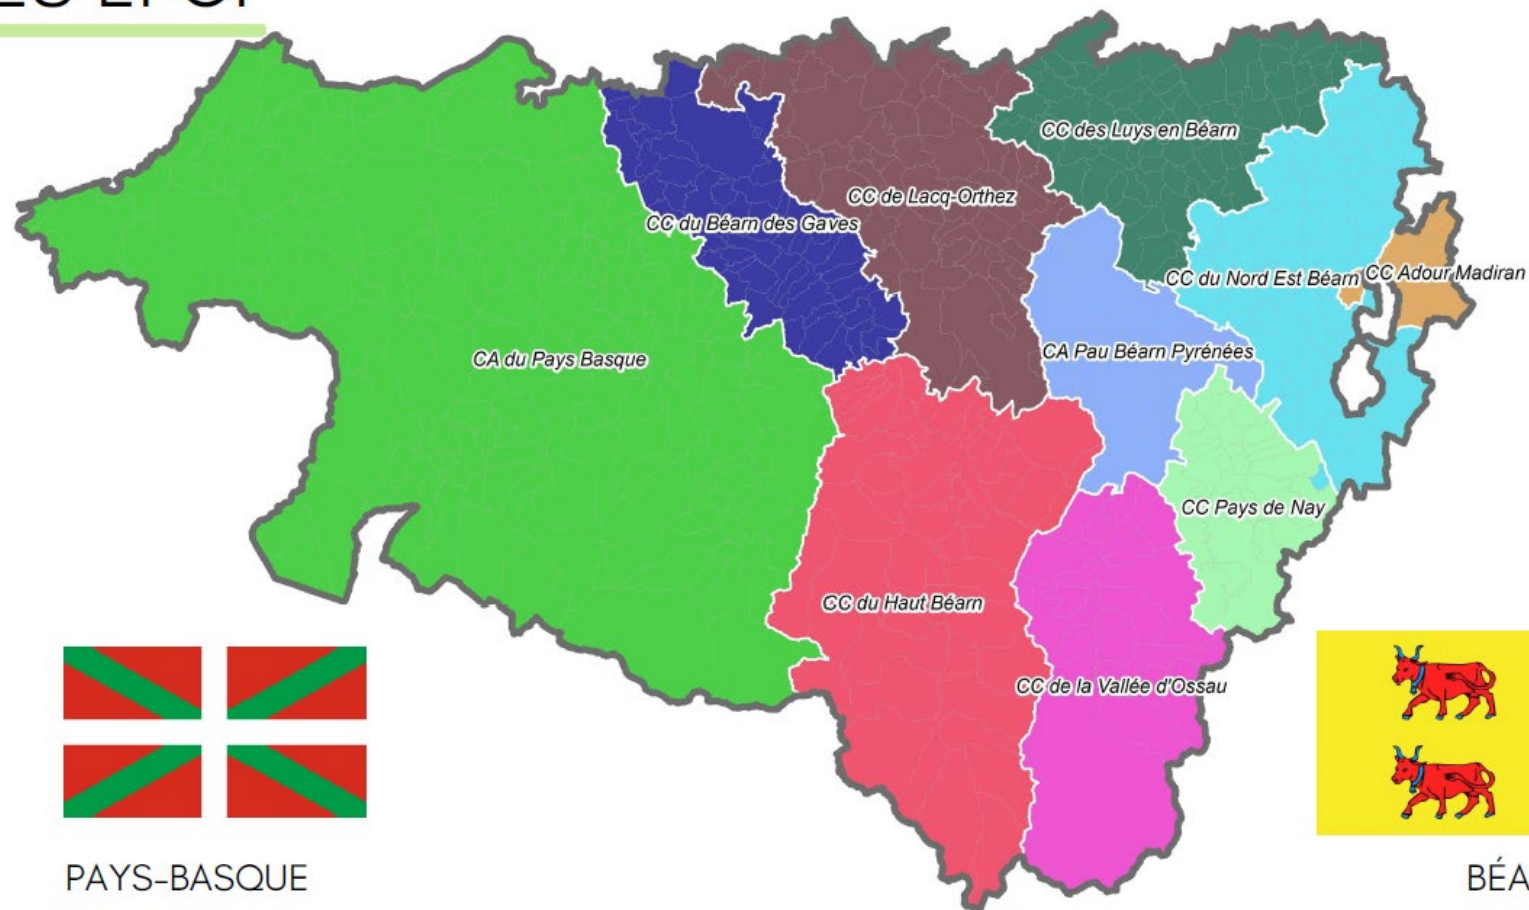 CC des Luys en Béarn
CC de Lacq-Orthez
CC du Béarn des Gaves
CC du Nord Est Béarn
CC Adour Madiran
CA du Pays Basque
CA Pau Béarn Pyrénées
CC Pays de Nay
CC du Haut Béarn
CC de la Vallée d'Ossau
PAYS-BASQUE